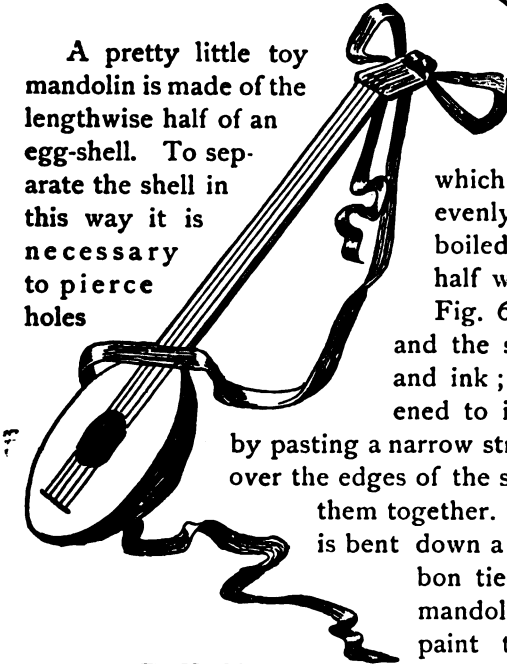 A pretty little toy
mandolin is made of the
lengthwise half of an
egg-shell. To sep-
arate the shell in
this way it is
necessary
to pierce
holes
which
evenly
boiled
half
Fig.
and the
and ink;
ened to
by pasting a narrow
over the edges of the
them together.
is bent down a
bon
mandol
paint